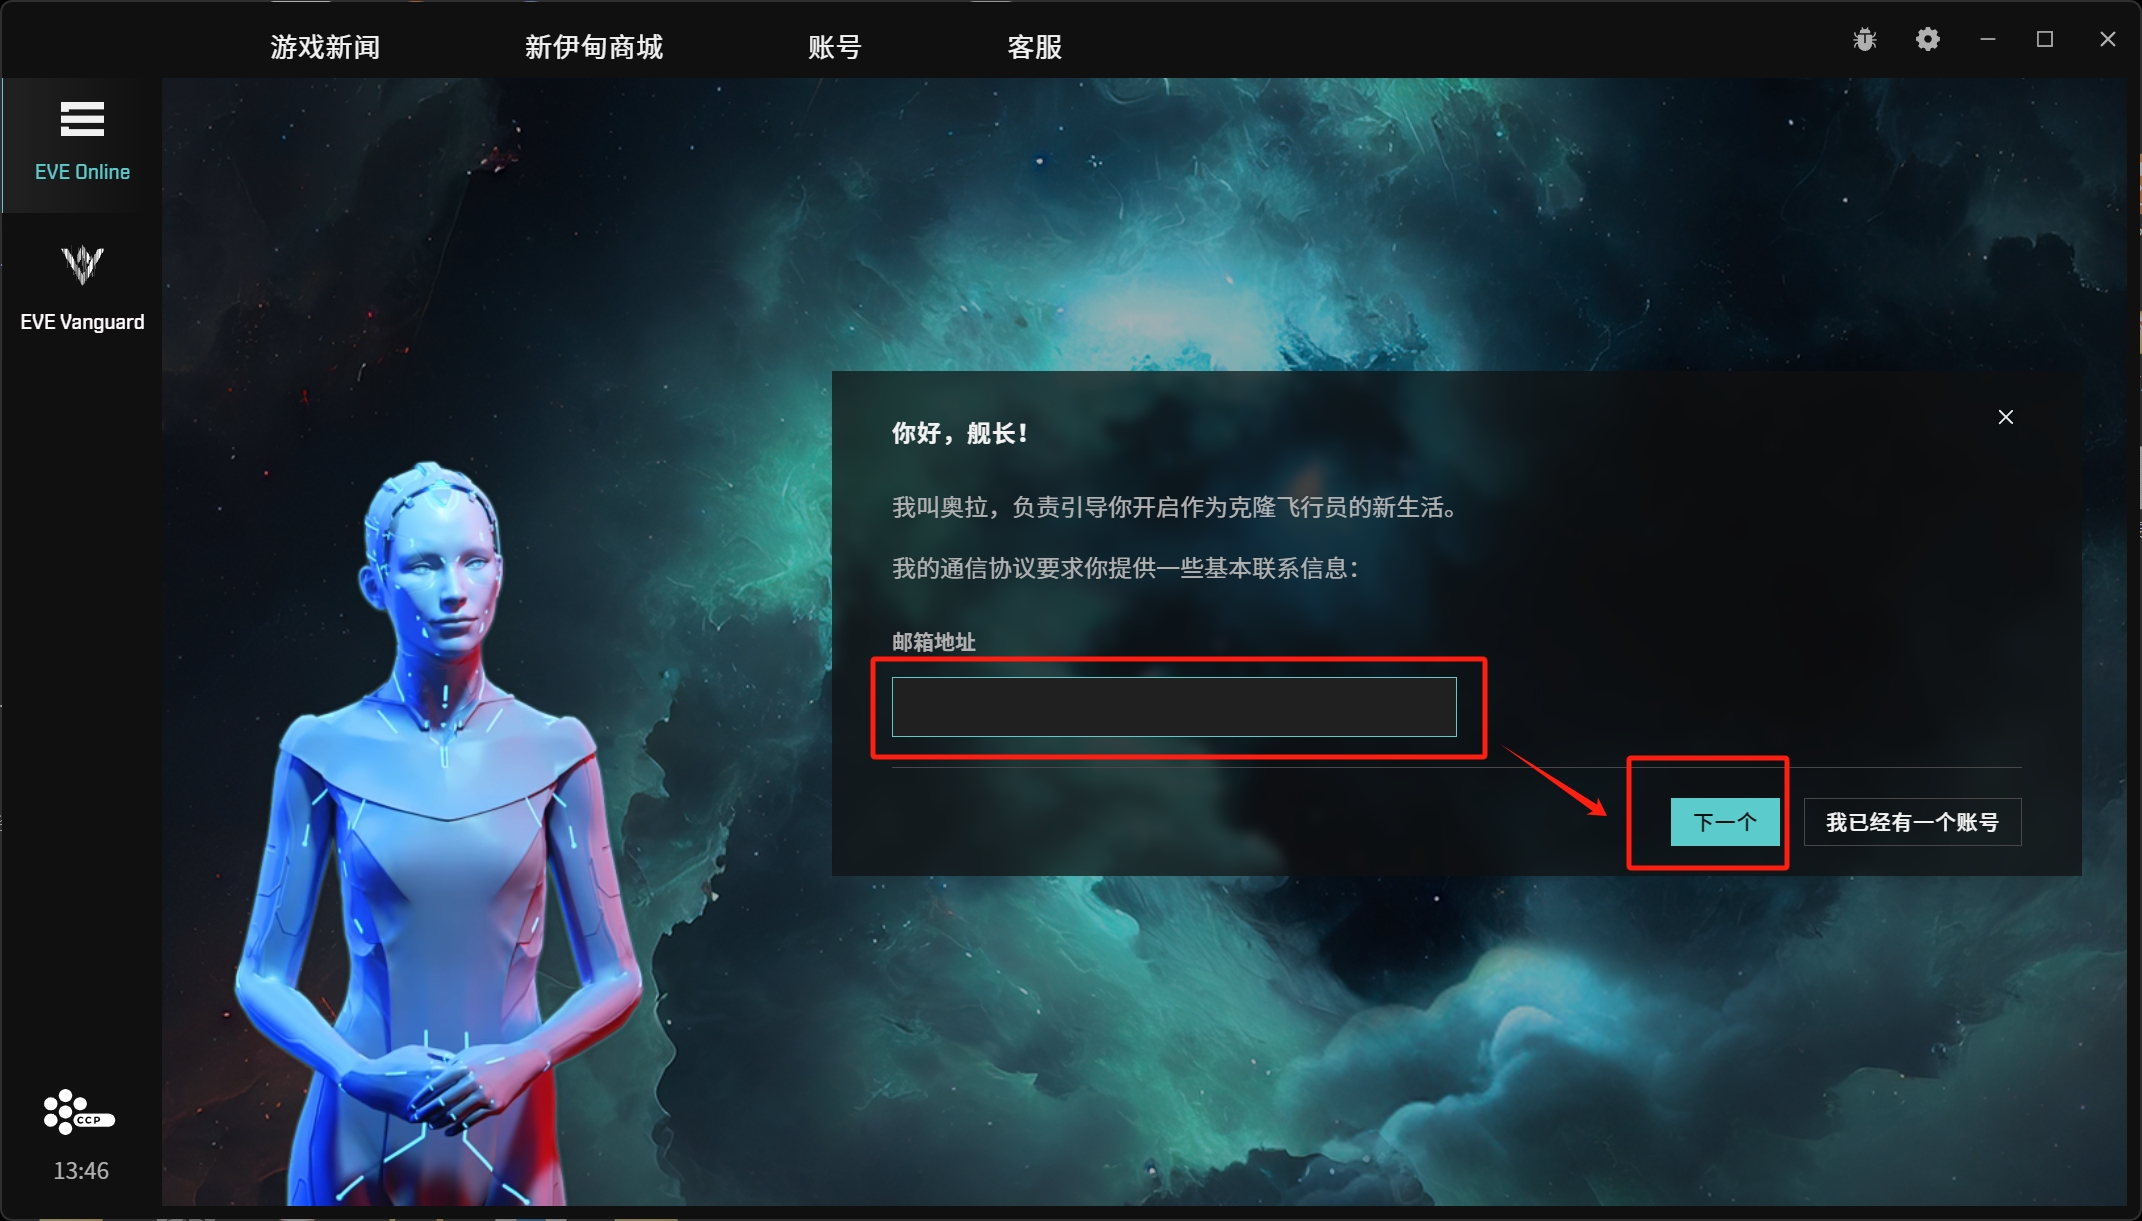 游戏新闻
新伊甸商城
账号
客服
EVE Online
EVE Vanguard
你好，舰长！
我叫奥拉，负责引导你开启作为克隆飞行员的新生活。
我的通信协议要求你提供一些基本联系信息：
邮箱地址
下一个
我已经有一个账号
CCP
13:46